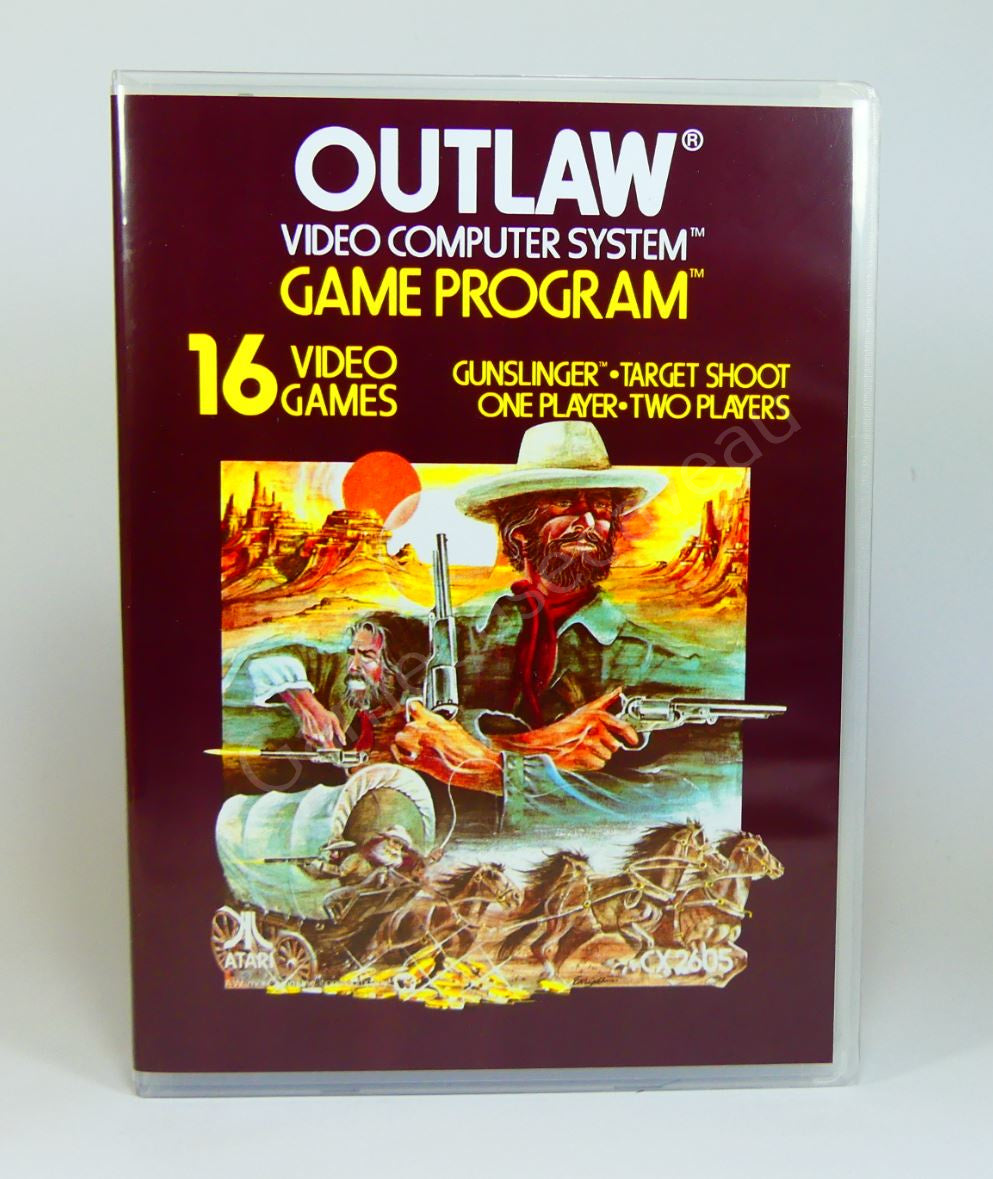 OUTLAW®
VIDEO COMPUTER SYSTEM™
GAME PROGRAM™
16 VIDEO GAMES
GUNSLINGER™•TARGET SHOOT
ONE PLAYER•TWO PLAYERS
ATARI
CX2605